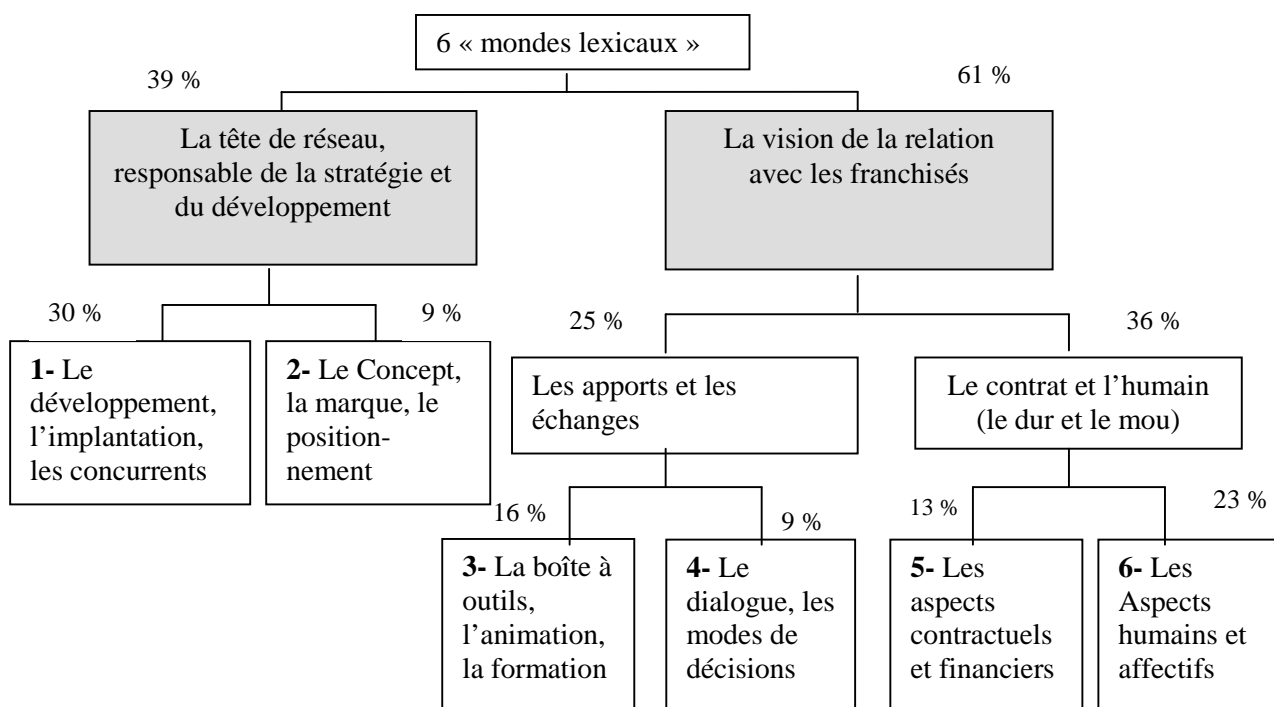 6 « mondes lexicaux »
39 %
61 %
La tête de réseau,
responsable de la stratégie et
du développement
La vision de la relation
avec les franchisés
30 %
9 %
25 %
36 %
1- Le
développement,
l’implantation,
les concurrents
2- Le Concept,
la marque, le
position-
nement
Les apports et les
échanges
Le contrat et l’humain
(le dur et le mou)
16 %
9 %
13 %
23 %
3- La boîte à
outils,
l’animation,
la formation
4- Le
dialogue, les
modes de
décisions
5- Les
aspects
contractuels
et financiers
6- Les
Aspects
humains et
affectifs